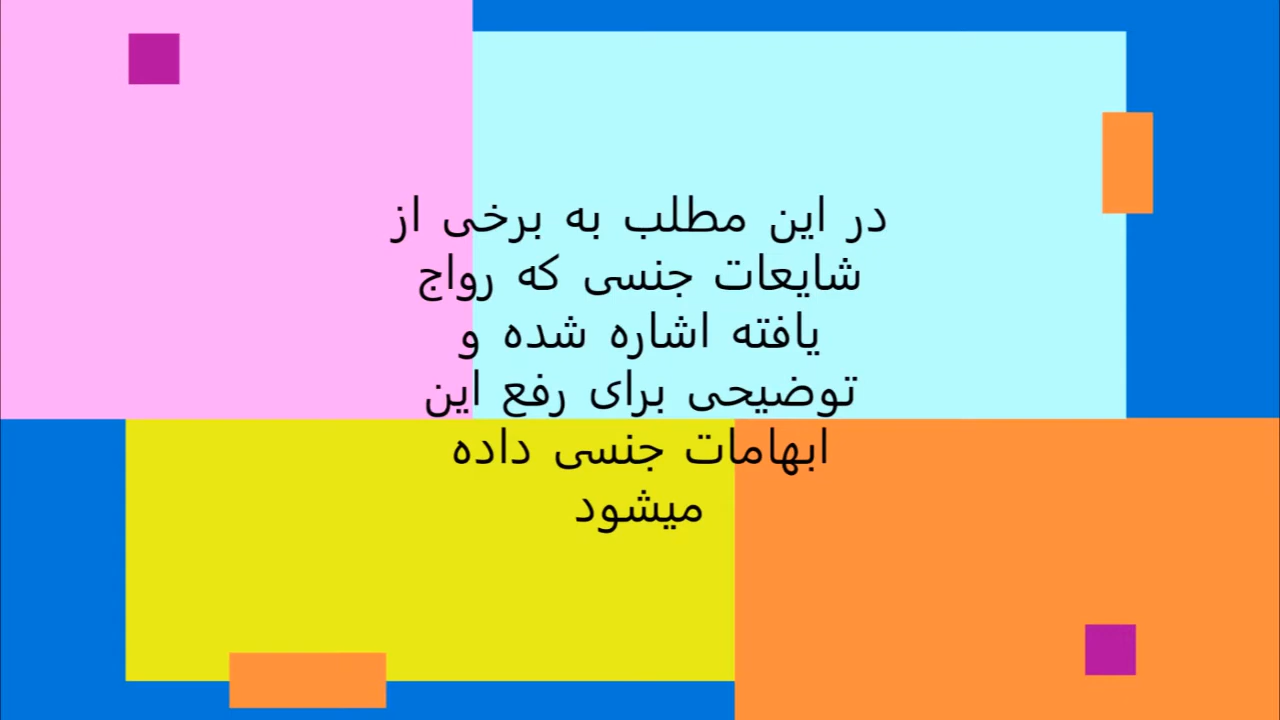 در این مطلب به برخی از
شایعات جنسی که رواج
یافته اشاره شده و
توضیحی برای رفع این
ابهامات جنسی داده
میشود